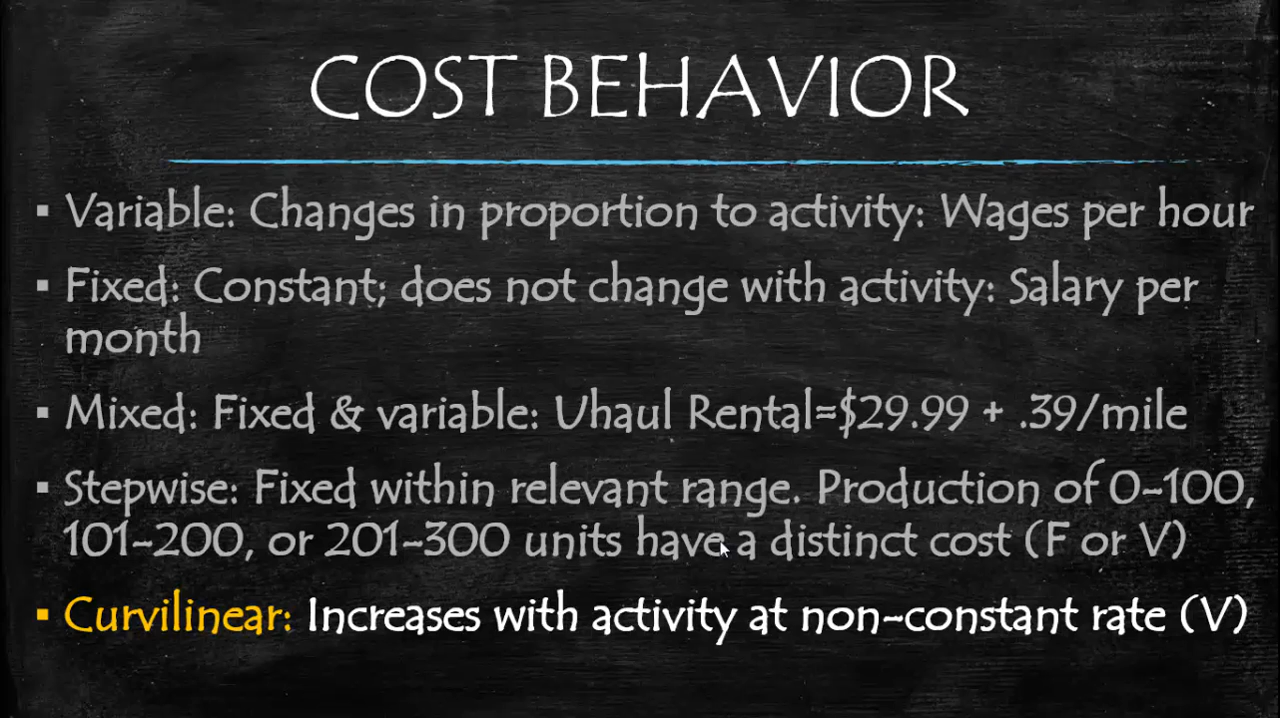 COST BEHAVIOR
▪ Variable: Changes in proportion to activity: Wages per hour
▪ Fixed: Constant; does not change with activity: Salary per
month
▪ Mixed: Fixed & variable: Uhaul Rental=$29.99 + .39/mile
▪ Stepwise: Fixed within relevant range. Production of 0-100,
101-200, or 201-300 units have a distinct cost (F or V)
▪ Curvilinear: Increases with activity at non-constant rate (V)